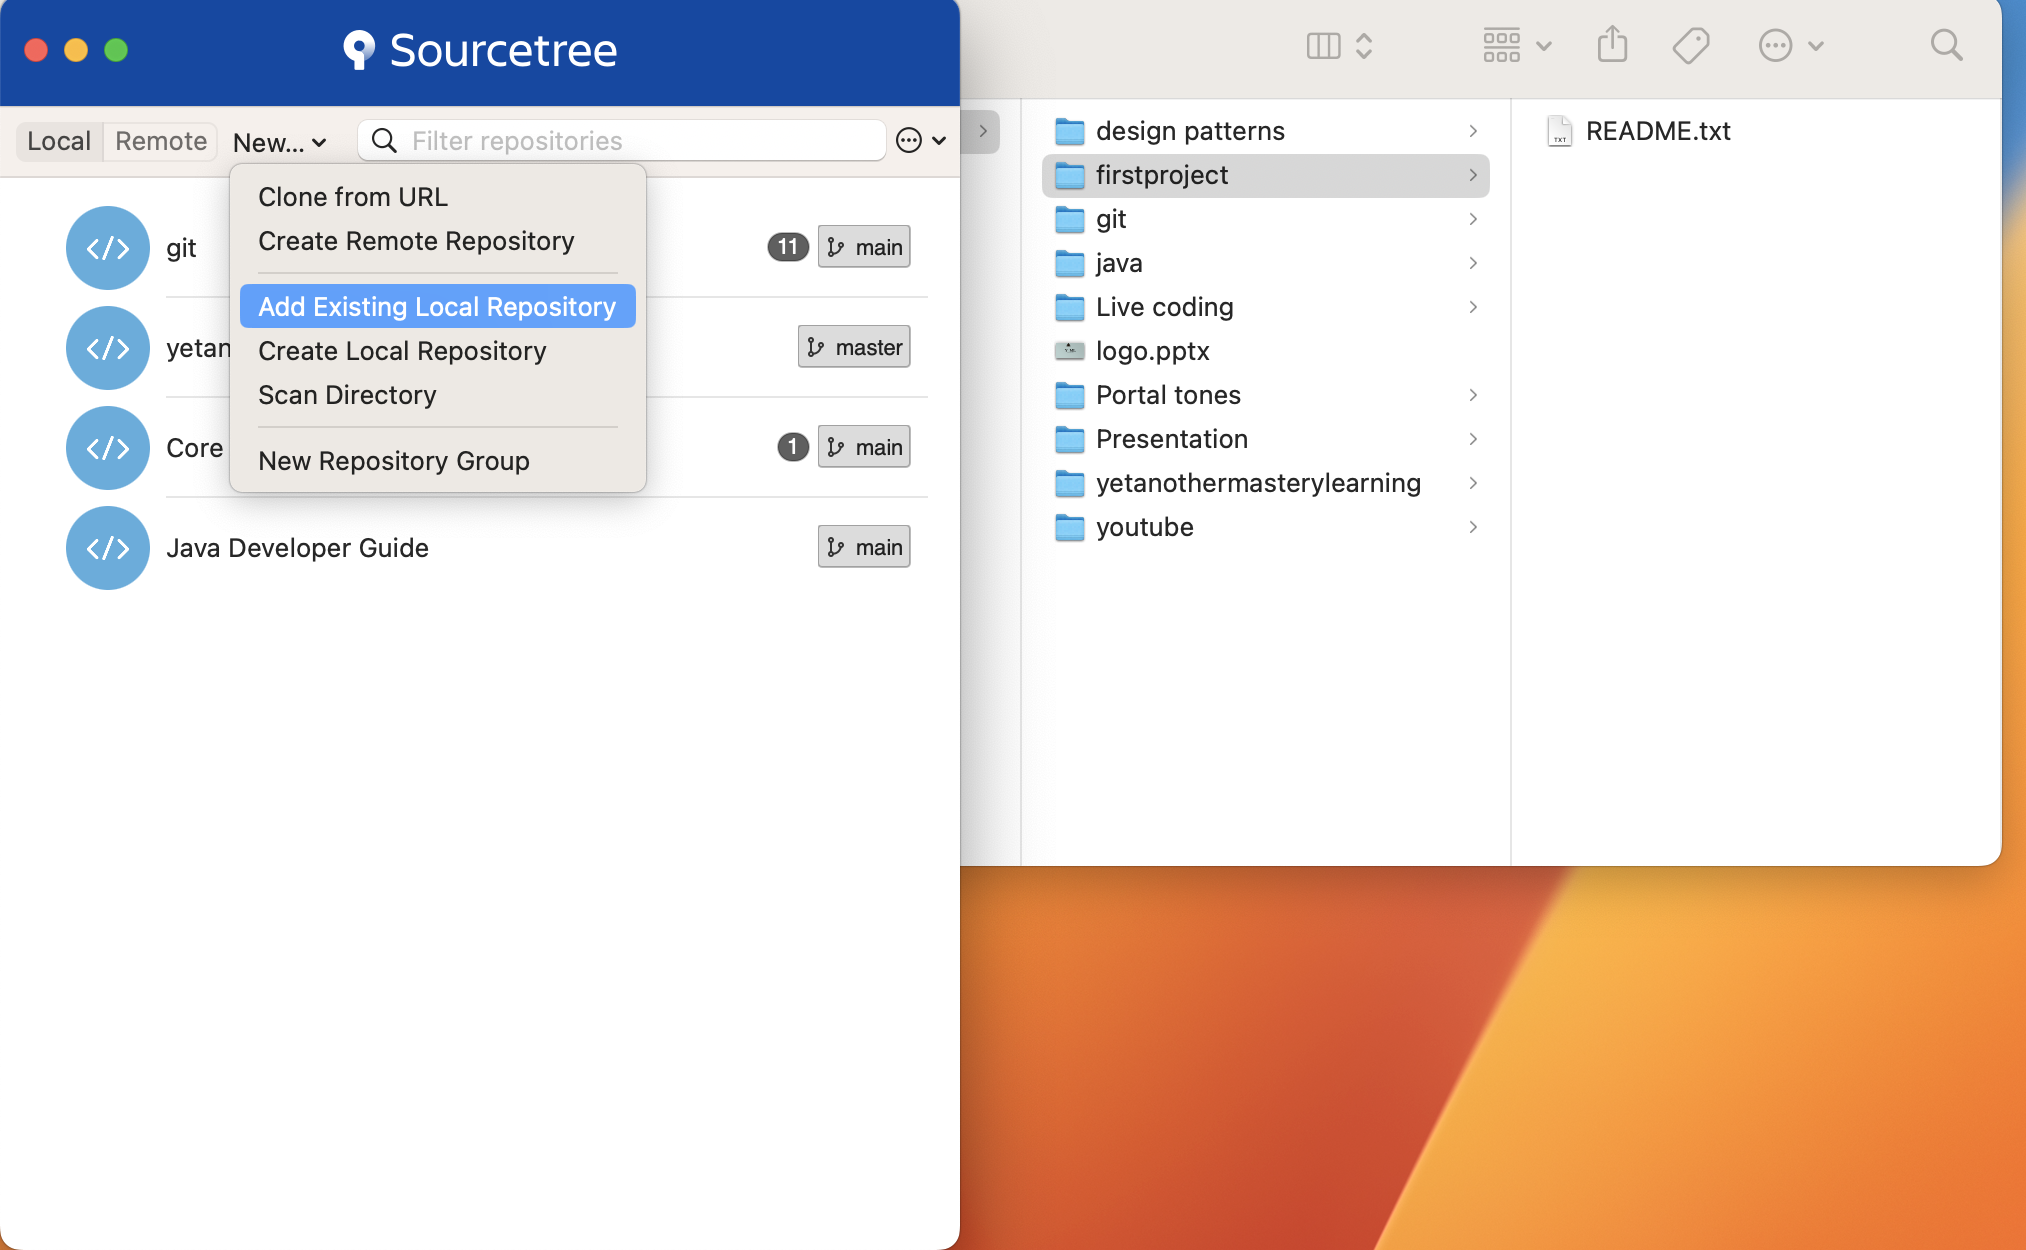 Sourcetree
Local Remote New... Filter repositories
Clone from URL
Create Remote Repository
Add Existing Local Repository
Create Local Repository
Scan Directory
New Repository Group
git 11 main
yetan master
Core 1 main
Java Developer Guide main
design patterns
firstproject
git
java
Live coding
logo.pptx
Portal tones
Presentation
yetanothermasterylearning
youtube
TXT
README.txt